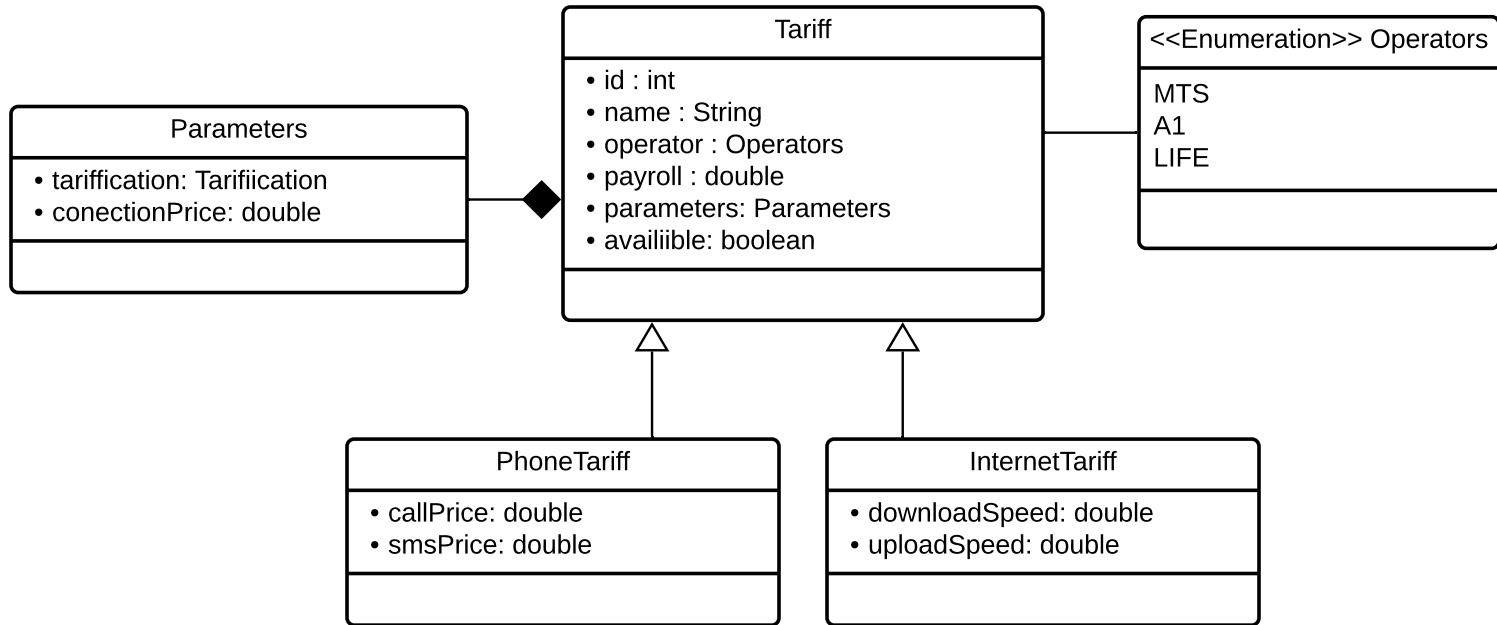 Tariff
• id : int
• name : String
• operator : Operators
• payroll : double
• parameters: Parameters
• availiible: boolean
<<Enumeration>> Operators
MTS
A1
LIFE
Parameters
• tariffication: Tarifiication
• conectionPrice: double
PhoneTariff
• callPrice: double
• smsPrice: double
InternetTariff
• downloadSpeed: double
• uploadSpeed: double